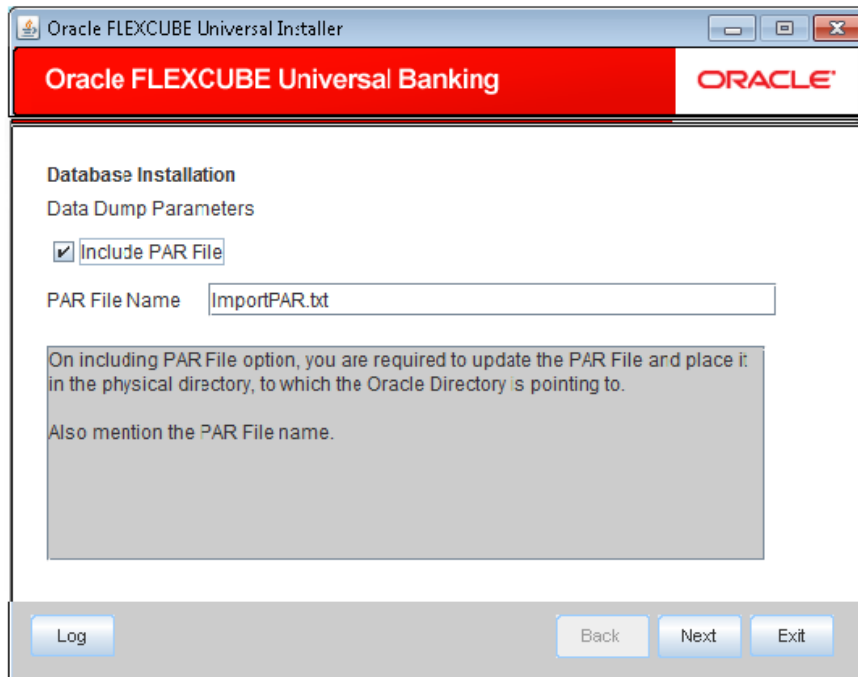 Oracle FLEXCUBE Universal Installer
Oracle FLEXCUBE Universal Banking
ORACLE
Database Installation
Data Dump Parameters
Include PAR File
PAR File Name ImportPAR.txt
On including PAR File option, you are required to update the PAR File and place it
in the physical directory, to which the Oracle Directory is pointing to.
Also mention the PAR File name.
Log Back Next Exit